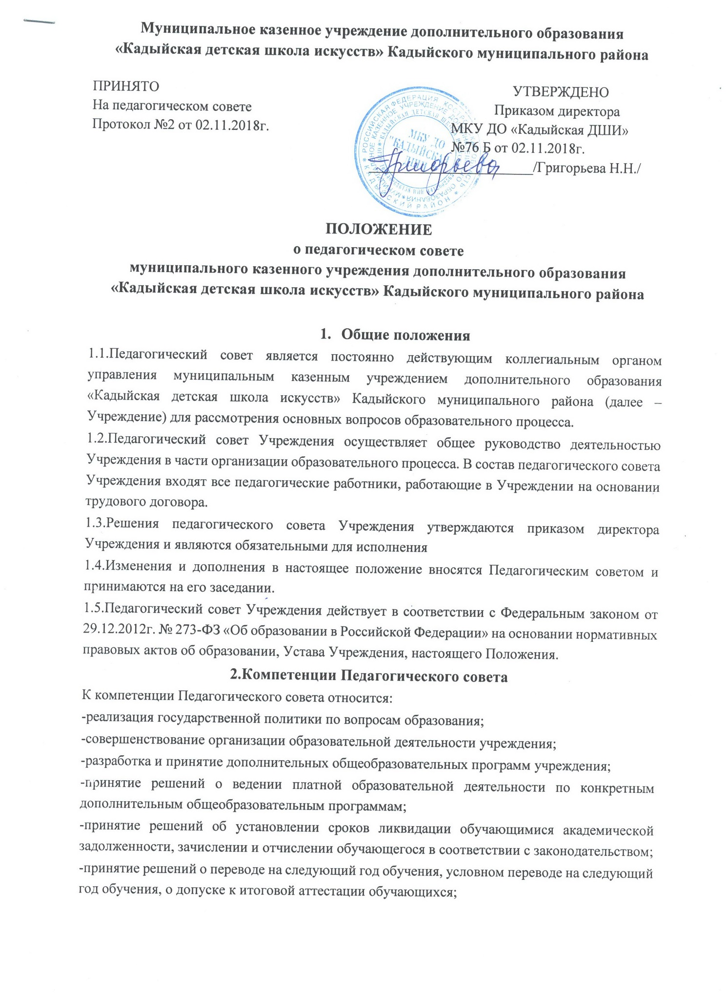 Муниципальное казенное учреждение дополнительного образования
«Кадыйская детская школа искусств» Кадыйского муниципального района
ПРИНЯТО
На педагогическом совете
Протокол №2 от 02.11.2018г.
УТВЕРЖДЕНО
Приказом директора
МКУ ДО «Кадыйская ДШИ»
№76 Б от 02.11.2018г.
Григорьева /Григорьева Н.Н./
РОССИЙСКАЯ ФЕДЕРАЦИЯ
КАДЫЙСКИЙ РАЙОН
МКУ ДО
"КАДЫЙСКАЯ
ДШИ"
ПОЛОЖЕНИЕ
о педагогическом совете
муниципального казенного учреждения дополнительного образования
«Кадыйская детская школа искусств» Кадыйского муниципального района
1. Общие положения
1.1.Педагогический совет является постоянно действующим коллегиальным органом
управления муниципальным казенным учреждением дополнительного образования
«Кадыйская детская школа искусств» Кадыйского муниципального района (далее –
Учреждение) для рассмотрения основных вопросов образовательного процесса.
1.2.Педагогический совет Учреждения осуществляет общее руководство деятельностью
Учреждения в части организации образовательного процесса. В состав педагогического совета
Учреждения входят все педагогические работники, работающие в Учреждении на основании
трудового договора.
1.3.Решения педагогического совета Учреждения утверждаются приказом директора
Учреждения и являются обязательными для исполнения
1.4.Изменения и дополнения в настоящее положение вносятся Педагогическим советом и
принимаются на его заседании.
1.5.Педагогический совет Учреждения действует в соответствии с Федеральным законом от
29.12.2012г. № 273-ФЗ «Об образовании в Российской Федерации» на основании нормативных
правовых актов об образовании, Устава Учреждения, настоящего Положения.
2.Компетенции Педагогического совета
К компетенции Педагогического совета относится:
-реализация государственной политики по вопросам образования;
-совершенствование организации образовательной деятельности учреждения;
-разработка и принятие дополнительных общеобразовательных программ учреждения;
-принятие решений о ведении платной образовательной деятельности по конкретным
дополнительным общеобразовательным программам;
-принятие решений об установлении сроков ликвидации обучающимися академической
задолженности, зачислении и отчислении обучающегося в соответствии с законодательством;
-принятие решений о переводе на следующий год обучения, условном переводе на следующий
год обучения, о допуске к итоговой аттестации обучающихся;